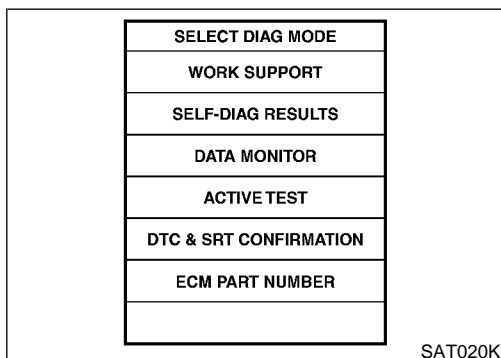 SELECT DIAG MODE
WORK SUPPORT
SELF-DIAG RESULTS
DATA MONITOR
ACTIVE TEST
DTC & SRT CONFIRMATION
ECM PART NUMBER
SAT020K